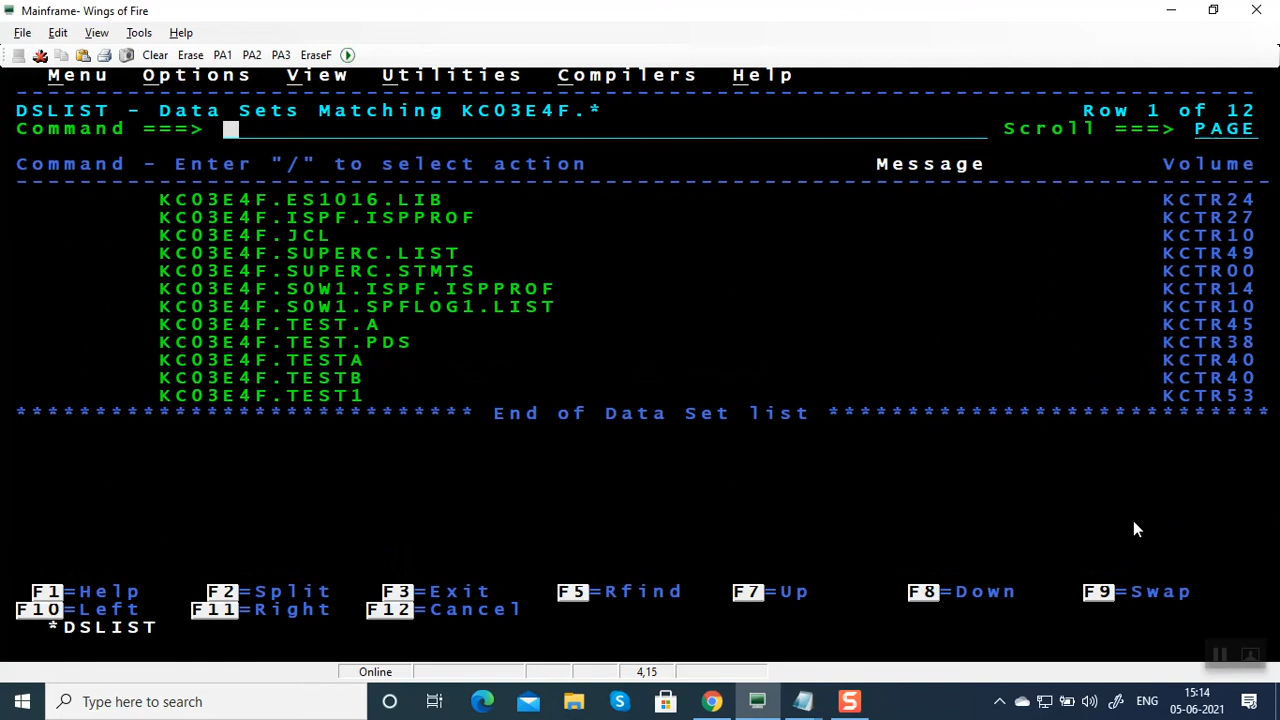 Mainframe- Wings of Fire
File Edit View Tools Help
Clear Erase PA1 PA2 PA3 EraseF
Menu Options View Utilities Compilers Help
DSLIST - Data Sets Matching KC03E4F.* Row 1 of 12
Command ===> Scroll ===> PAGE
Command - Enter "/" to select action Message Volume
KC03E4F.ES1016.LIB KCTR24
KC03E4F.ISPF.ISPPROF KCTR27
KC03E4F.JCL KCTR10
KC03E4F.SUPERC.LIST KCTR49
KC03E4F.SUPERC.STMTS KCTR00
KC03E4F.S0W1.ISPF.ISPPROF KCTR14
KC03E4F.S0W1.SPFLOG1.LIST KCTR10
KC03E4F.TEST.A KCTR45
KC03E4F.TEST.PDS KCTR38
KC03E4F.TESTA KCTR40
KC03E4F.TESTB KCTR40
KC03E4F.TEST1 KCTR53
***************************** End of Data Set list ****************************
F1=Help F2=Split F3=Exit F5=Rfind F7=Up F8=Down F9=Swap
F10=Left F11=Right F12=Cancel
*DSLIST
Online 4,15
Type here to search ENG 15:14
05-06-2021